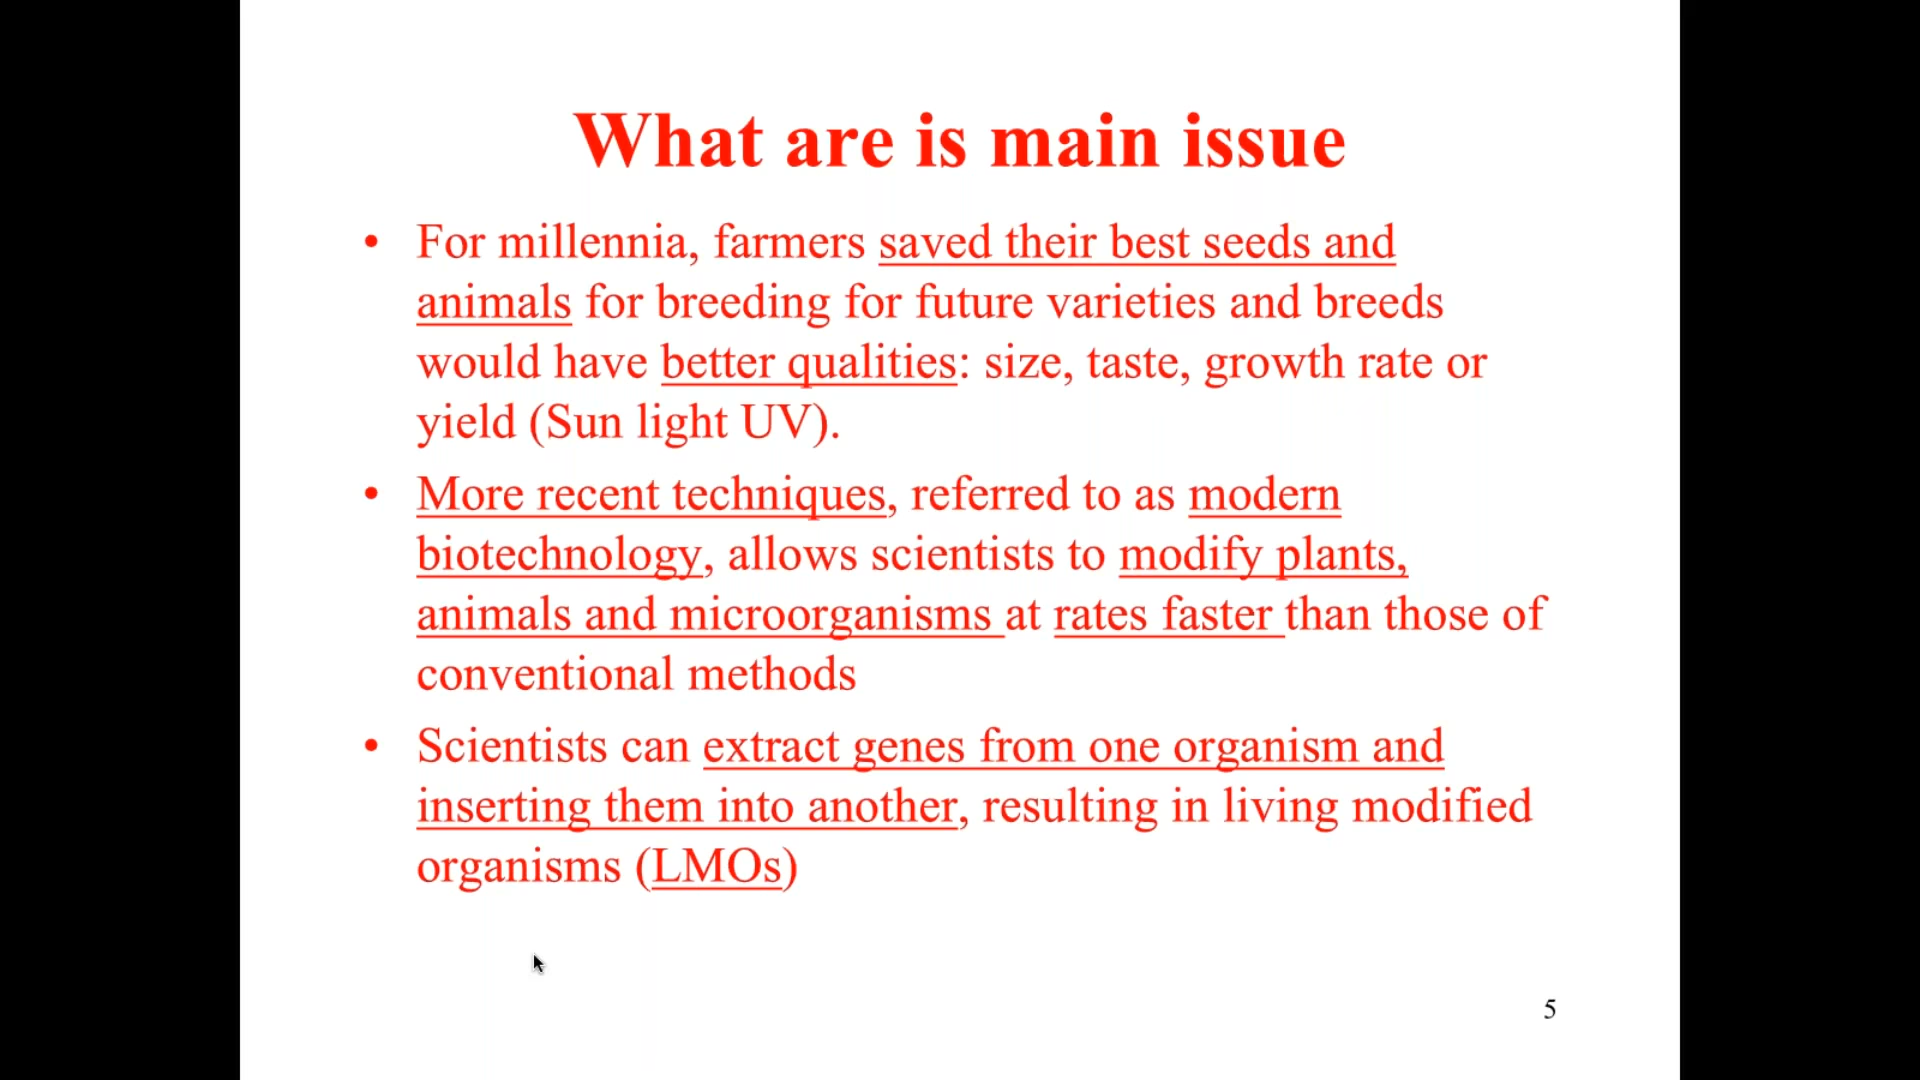 What are is main issue
• For millennia, farmers saved their best seeds and
animals for breeding for future varieties and breeds
would have better qualities: size, taste, growth rate or
yield (Sun light UV).
• More recent techniques, referred to as modern
biotechnology, allows scientists to modify plants,
animals and microorganisms at rates faster than those of
conventional methods
• Scientists can extract genes from one organism and
inserting them into another, resulting in living modified
organisms (LMOs)
5